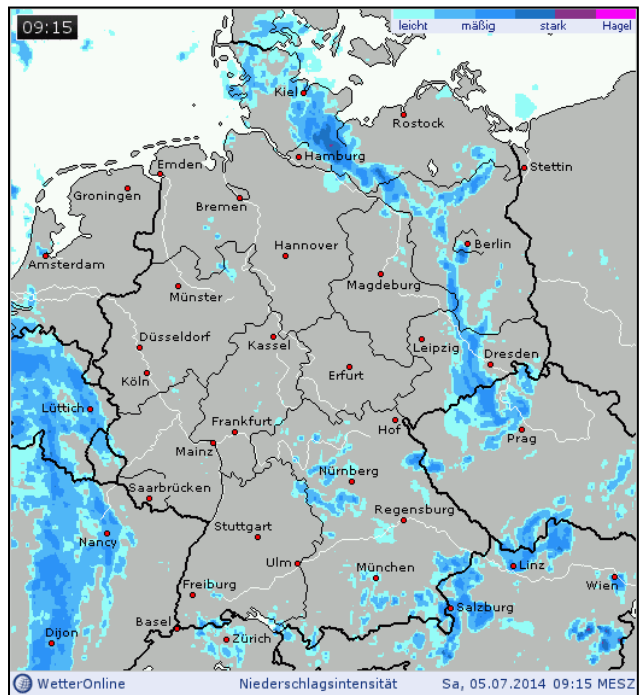 09:15
leicht mäßig stark Hagel
Kiel
Rostock
Hamburg
Stettin
Emden
Groningen
Bremen
Berlin
Hannover
Amsterdam
Magdeburg
Münster
Düsseldorf
Kassel
Leipzig
Dresden
Köln
Erfurt
Lüttich
Frankfurt
Hof
Prag
Mainz
Nürnberg
Saarbrücken
Regensburg
Nancy
Stuttgart
Ulm
Linz
München
Wien
Freiburg
Salzburg
Basel
Zürich
Dijon
WetterOnline Niederschlagsintensität Sa, 05.07.2014 09:15 MESZ